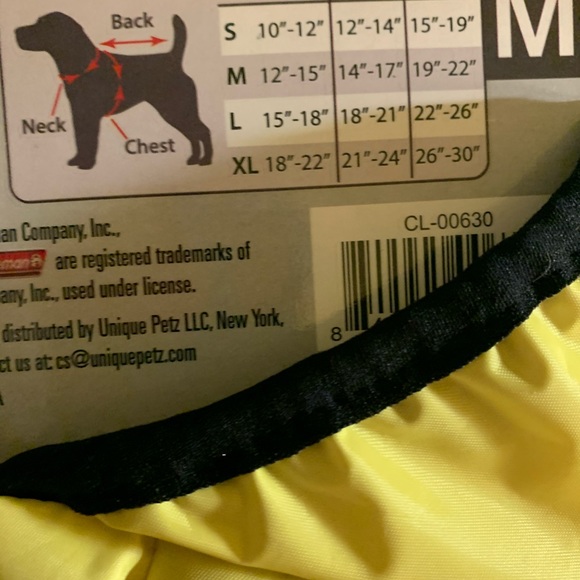 Back
Neck
Chest
S 10"-12" 12"-14" 15"-19"
M 12"-15" 14"-17" 19"-22"
L 15"-18" 18"-21" 22"-26"
XL 18"-22" 21"-24" 26"-30"
M
an Company, Inc.,
man® are registered trademarks of
any, Inc., used under license.
distributed by Unique Petz LLC, New York,
ct us at: cs@uniquepetz.com
CL-00630
8